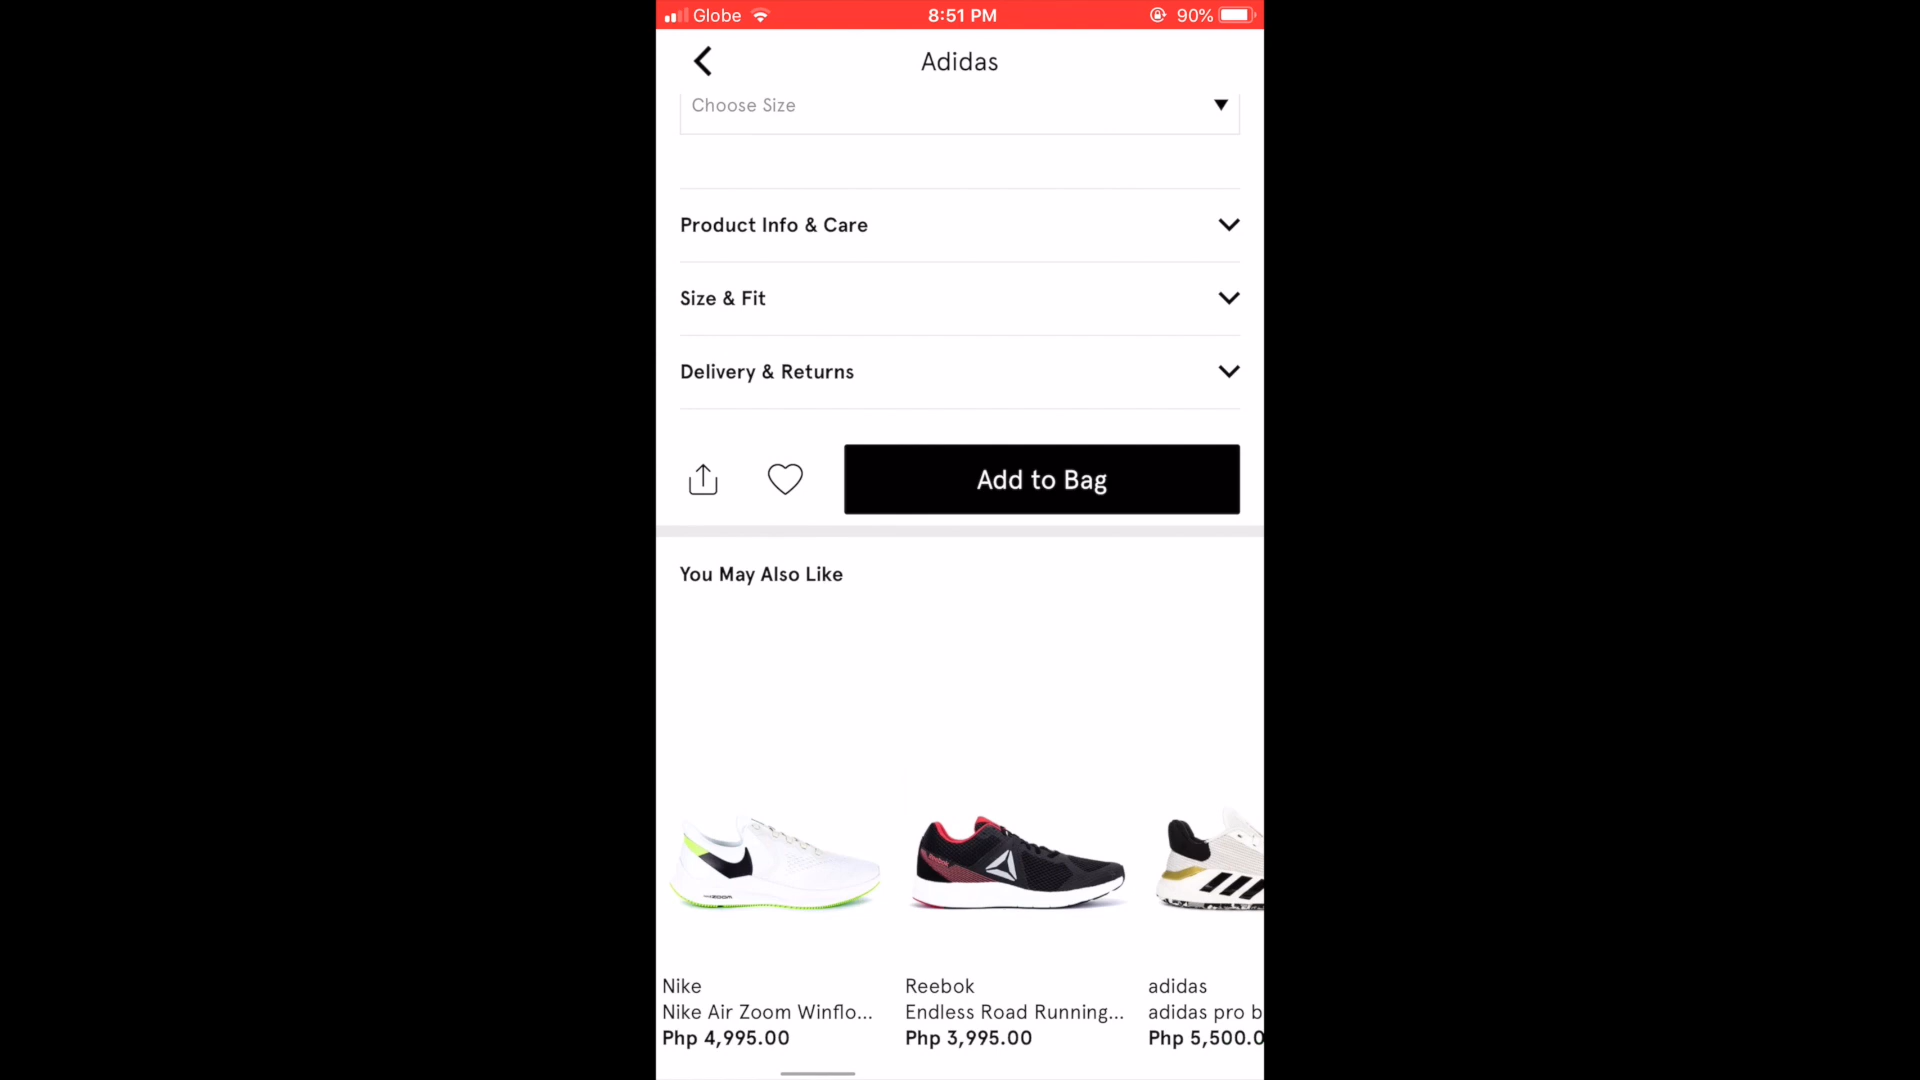 Globe 8:51 PM 90%
Adidas
Choose Size
Product Info & Care
Size & Fit
Delivery & Returns
Add to Bag
You May Also Like
Nike Reebok adidas
Nike Air Zoom Winflo... Endless Road Running... adidas pro b
Php 4,995.00 Php 3,995.00 Php 5,500.0